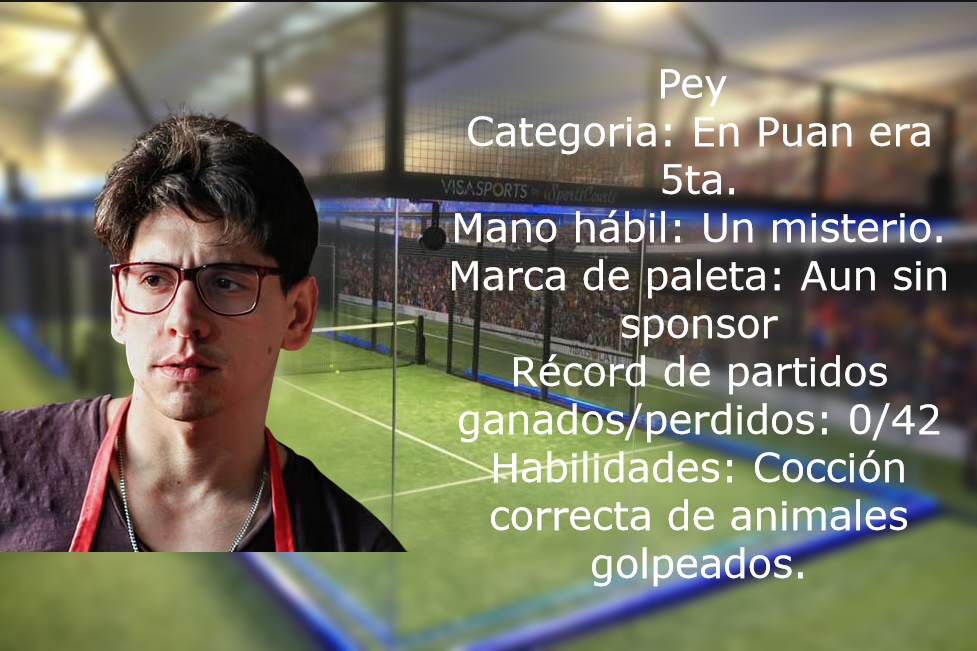 Pey
Categoria: En Puan era
5ta.
VISASPORTS
Mano hábil: Un misterio.
Marca de paleta: Aun sin
sponsor
Récord de partidos
ganados/perdidos: 0/42
Habilidades: Cocción
correcta de animales
golpeados.